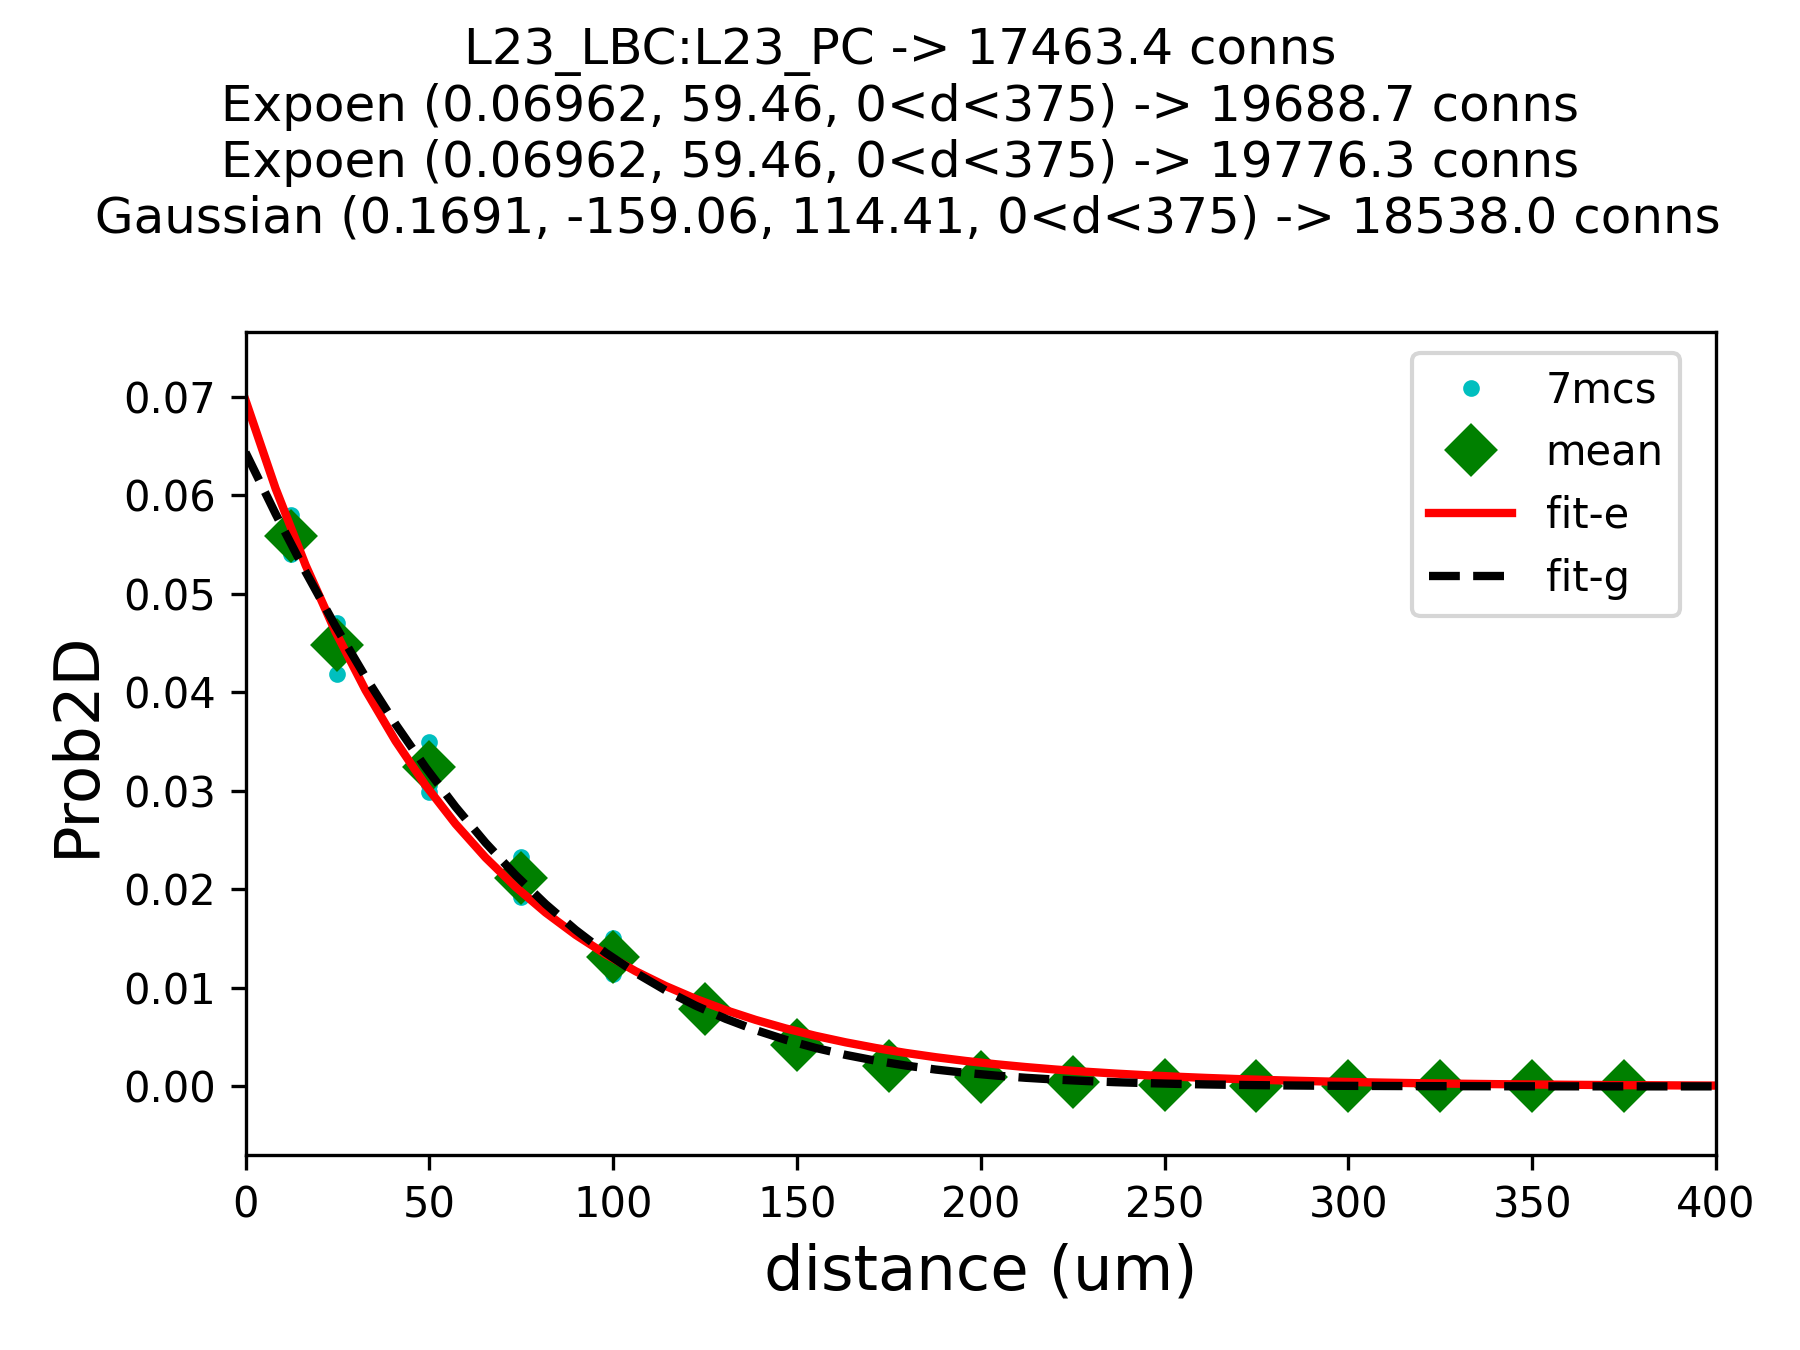 L23_LBC:L23_PC -> 17463.4 conns
Expoen (0.06962, 59.46, 0<d<375) -> 19688.7 conns
Expoen (0.06962, 59.46, 0<d<375) -> 19776.3 conns
Gaussian (0.1691, -159.06, 114.41, 0<d<375) -> 18538.0 conns
7mcs
mean
fit-e
fit-g
Prob2D
0.07
0.06
0.05
0.04
0.03
0.02
0.01
0.00
0 50 100 150 200 250 300 350 400
distance (um)